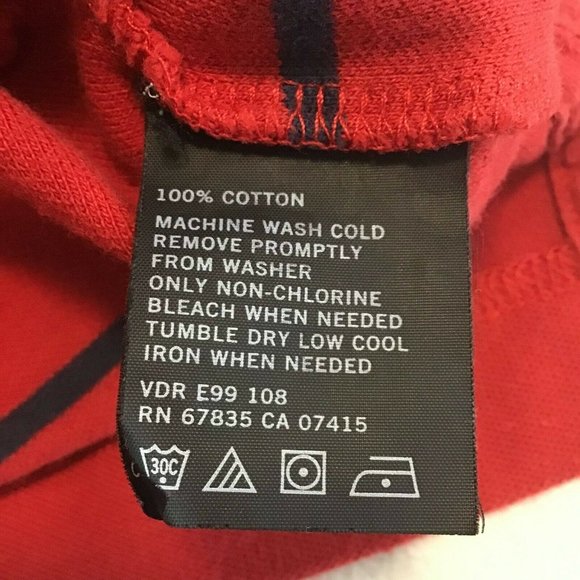 100% COTTON
MACHINE WASH COLD
REMOVE PROMPTLY
FROM WASHER
ONLY NON-CHLORINE
BLEACH WHEN NEEDED
TUMBLE DRY LOW COOL
IRON WHEN NEEDED
VDR E99 108
RN 67835 CA 07415
30C